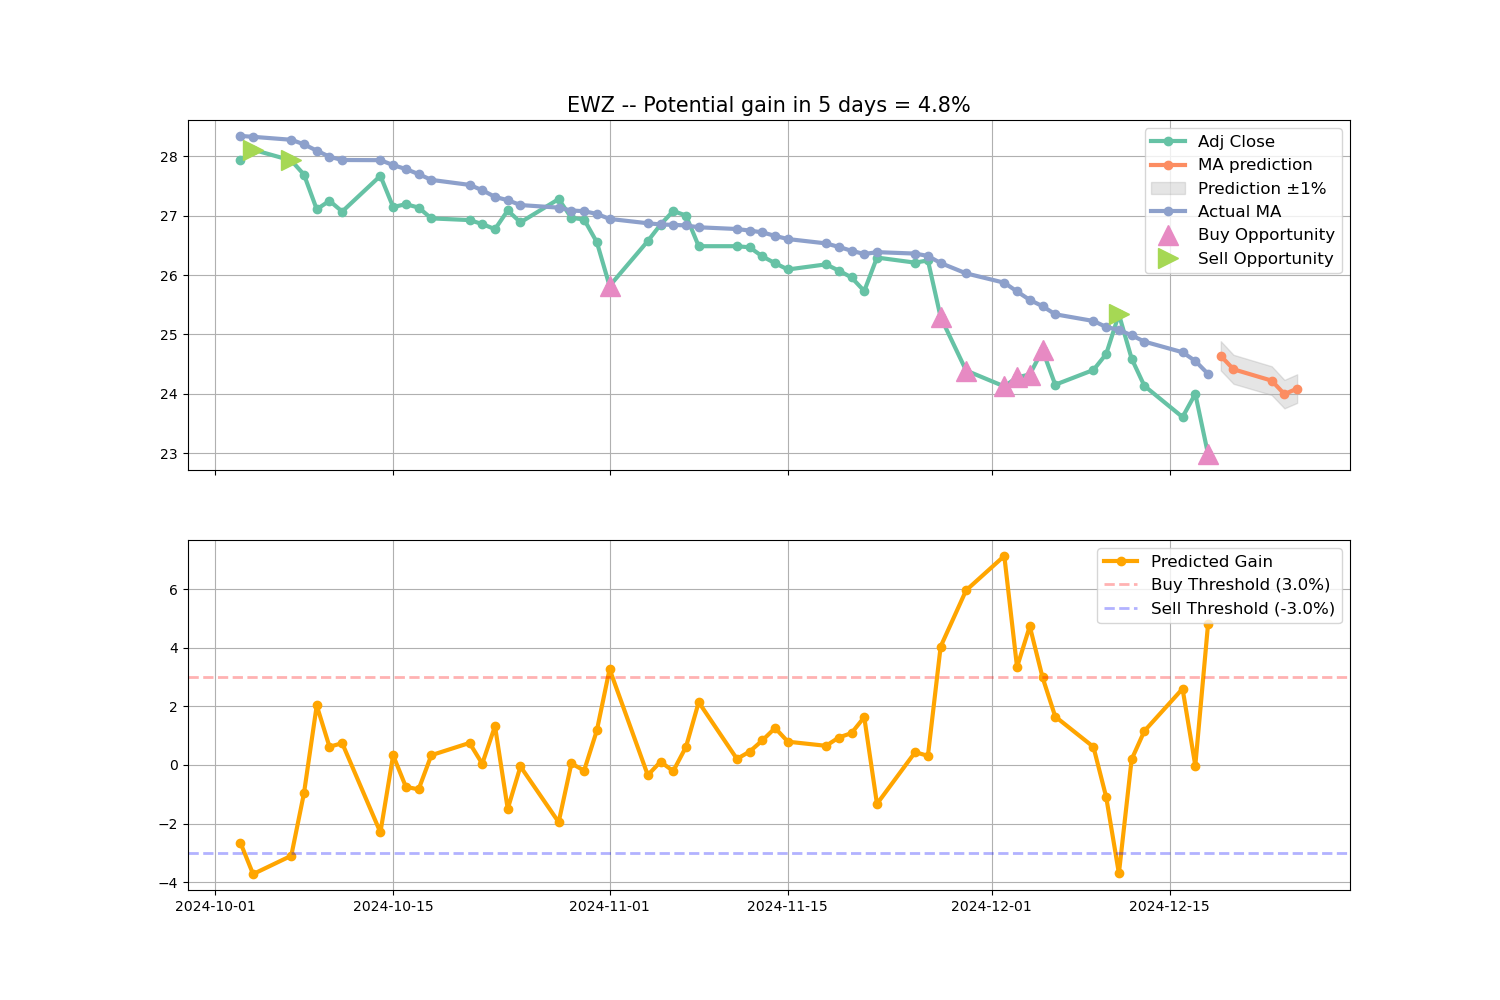 EWZ -- Potential gain in 5 days = 4.8%
28
27
26
25
24
23
Adj Close
MA prediction
Prediction ±1%
Actual MA
Buy Opportunity
Sell Opportunity
6
4
2
0
−2
−4
Predicted Gain
Buy Threshold (3.0%)
Sell Threshold (-3.0%)
2024-10-01 2024-10-15 2024-11-01 2024-11-15 2024-12-01 2024-12-15